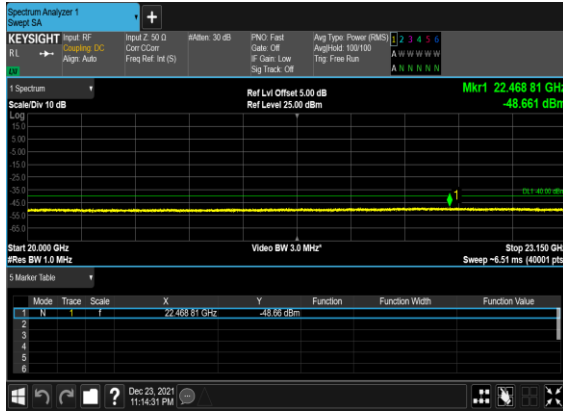 Spectrum Analyzer 1
Swept SA
+
KEYSIGHT Input: RF Input Z: 50 Ω #Atten: 30 dB PNO: Fast Avg Type: Power (RMS) 1 2 3 4 5 6
RL Coupling: DC Corr CCorr Gate: Off Avg|Hold: 100/100 A W W W W W
Align: Auto Freq Ref: Int (S) IF Gain: Low Trig: Free Run
LU Sig Track: Off A N N N N N
1 Spectrum Ref Lvl Offset 5.00 dB Mkr1 22.468 81 GHz
Scale/Div 10 dB Ref Level 25.00 dBm -48.661 dBm
Log
15.0
5.00
-5.00
-15.0
-25.0
-35.0 1 DL1 -40.00 dBm
-45.0
-55.0
-65.0
Start 20.000 GHz Video BW 3.0 MHz* Stop 23.150 GHz
#Res BW 1.0 MHz Sweep ~6.51 ms (40001 pts)
5 Marker Table
Mode Trace Scale X Y Function Function Width Function Value
1 N 1 f 22.468 81 GHz -48.66 dBm
2
3
4
5
6
? Dec 23, 2021
11:14:31 PM